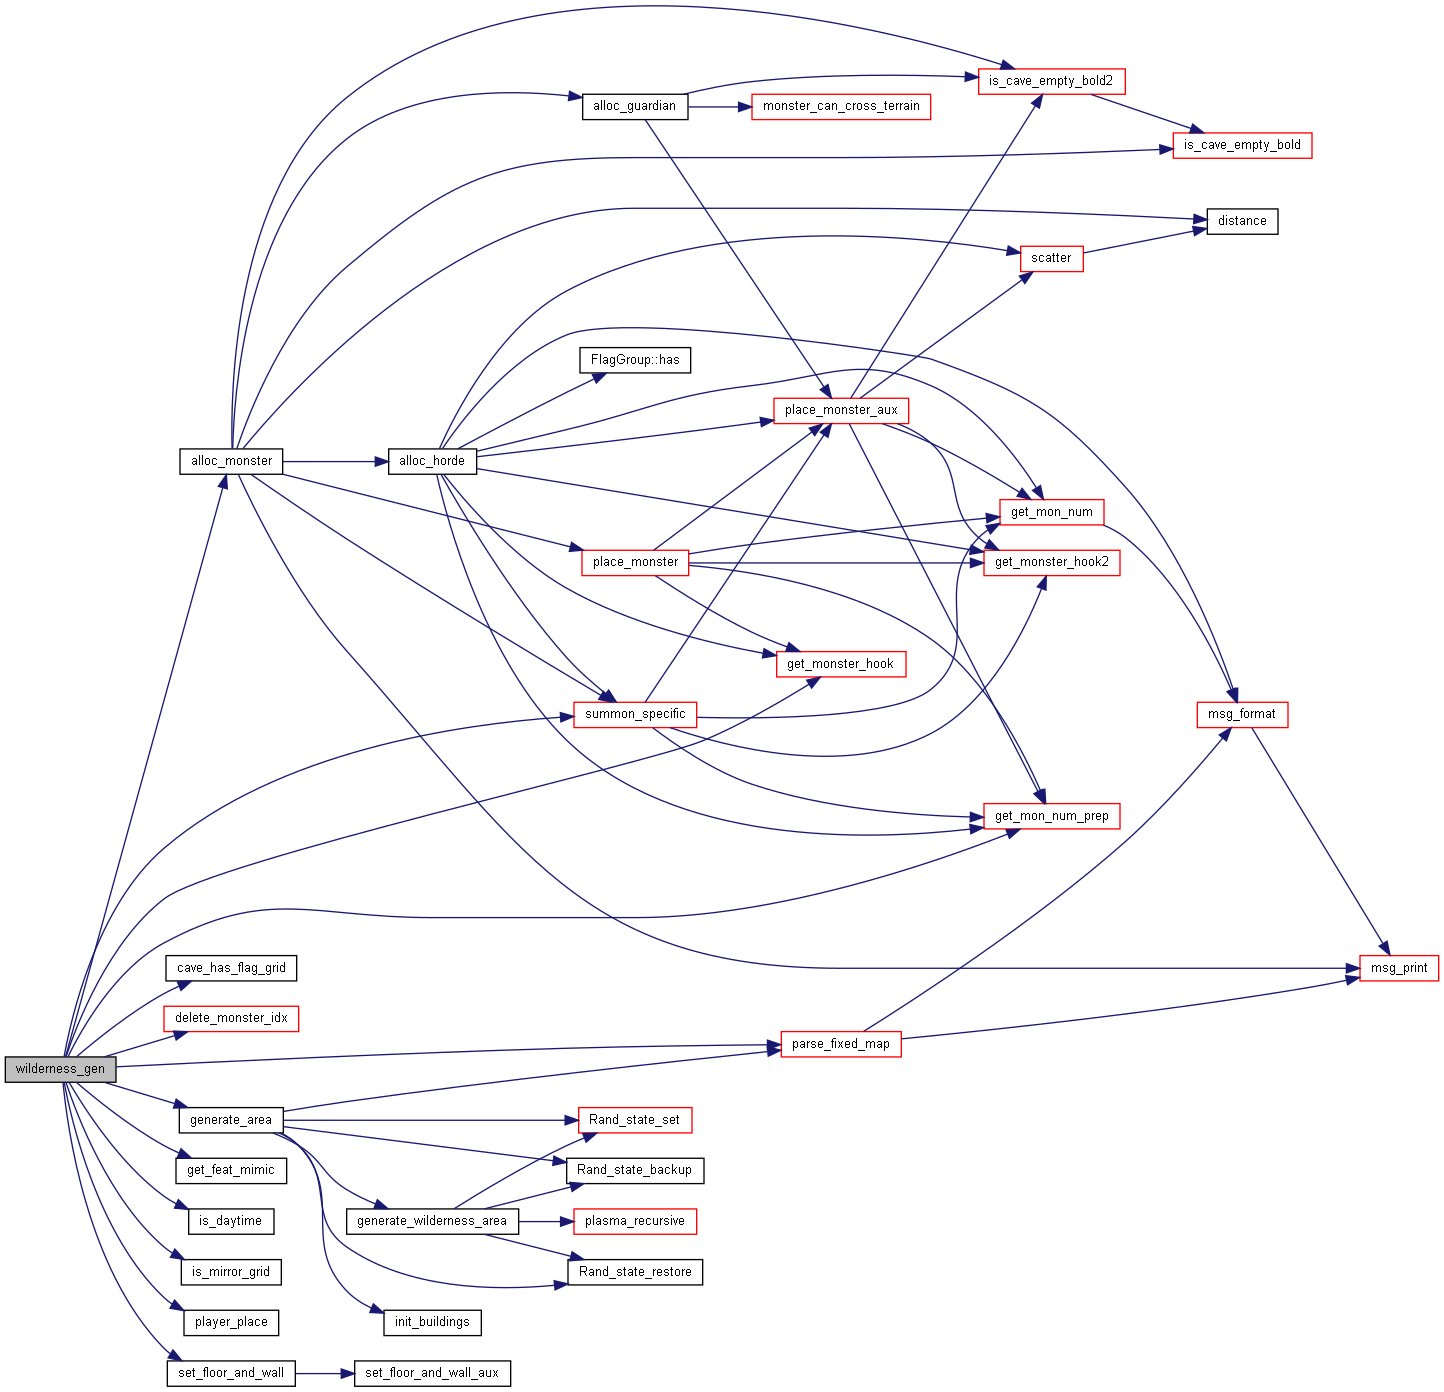 is_cave_empty_bold2
alloc_guardian
monster_can_cross_terrain
is_cave_empty_bold
distance
scatter
FlagGroup::has
place_monster_aux
alloc_monster
alloc_horde
get_mon_num
place_monster
get_monster_hook2
get_monster_hook
summon_specific
msg_format
get_mon_num_prep
cave_has_flag_grid
msg_print
delete_monster_idx
parse_fixed_map
wilderness_gen
generate_area
Rand_state_set
get_feat_mimic
Rand_state_backup
is_daytime
generate_wilderness_area
plasma_recursive
is_mirror_grid
Rand_state_restore
player_place
init_buildings
set_floor_and_wall
set_floor_and_wall_aux